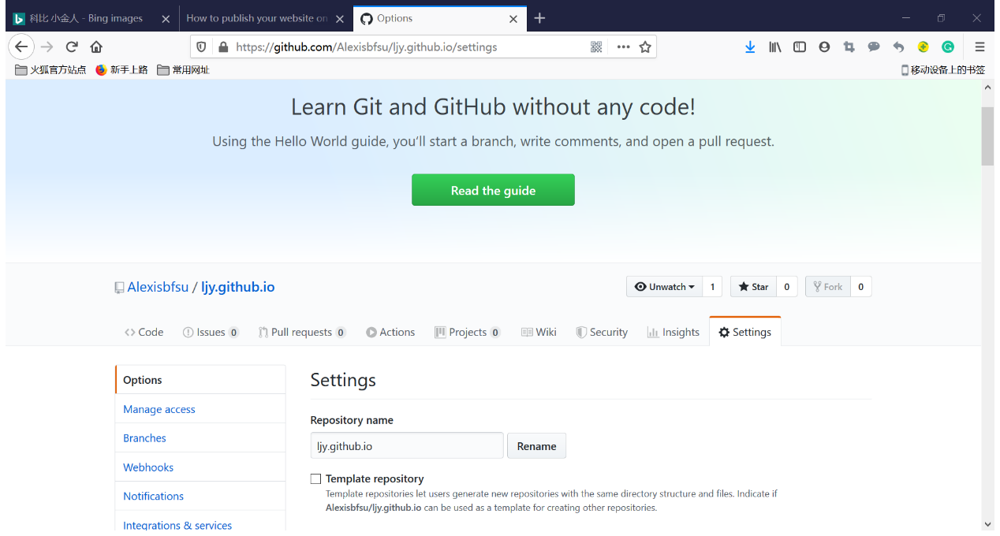 科比 小金人 - Bing images
How to publish your website on
Options
https://github.com/Alexisbfsu/ljy.github.io/settings
火狐官方站点 新手上路 常用网址 移动设备上的书签
Learn Git and GitHub without any code!
Using the Hello World guide, you’ll start a branch, write comments, and open a pull request.
Read the guide
Alexisbfsu / ljy.github.io
Unwatch 1 Star 0 Fork 0
Code Issues 0 Pull requests 0 Actions Projects 0 Wiki Security Insights Settings
Options
Manage access
Branches
Webhooks
Notifications
Integrations & services
Settings
Repository name
ljy.github.io Rename
Template repository
Template repositories let users generate new repositories with the same directory structure and files. Indicate if
Alexisbfsu/ljy.github.io can be used as a template for creating other repositories.